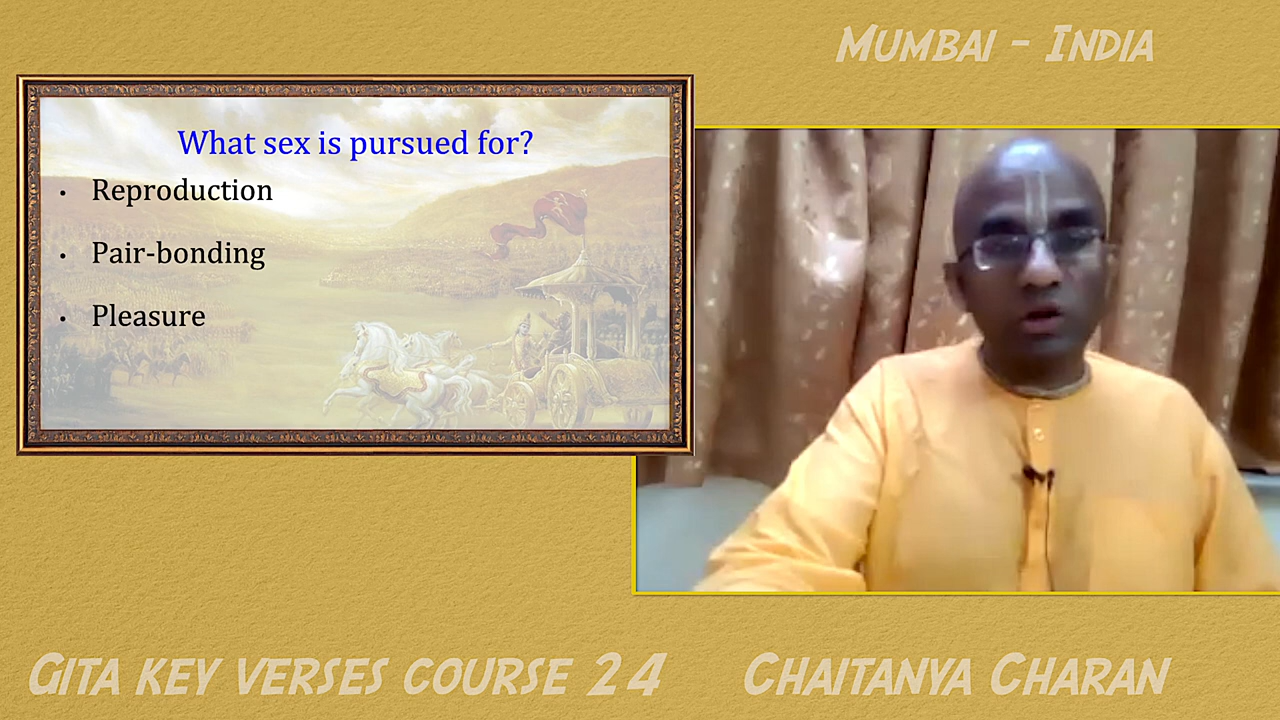 MUMBAI - INDIA
What sex is pursued for?
• Reproduction
• Pair-bonding
• Pleasure
GITA KEY VERSES COURSE 24
CHAITANYA CHARAN